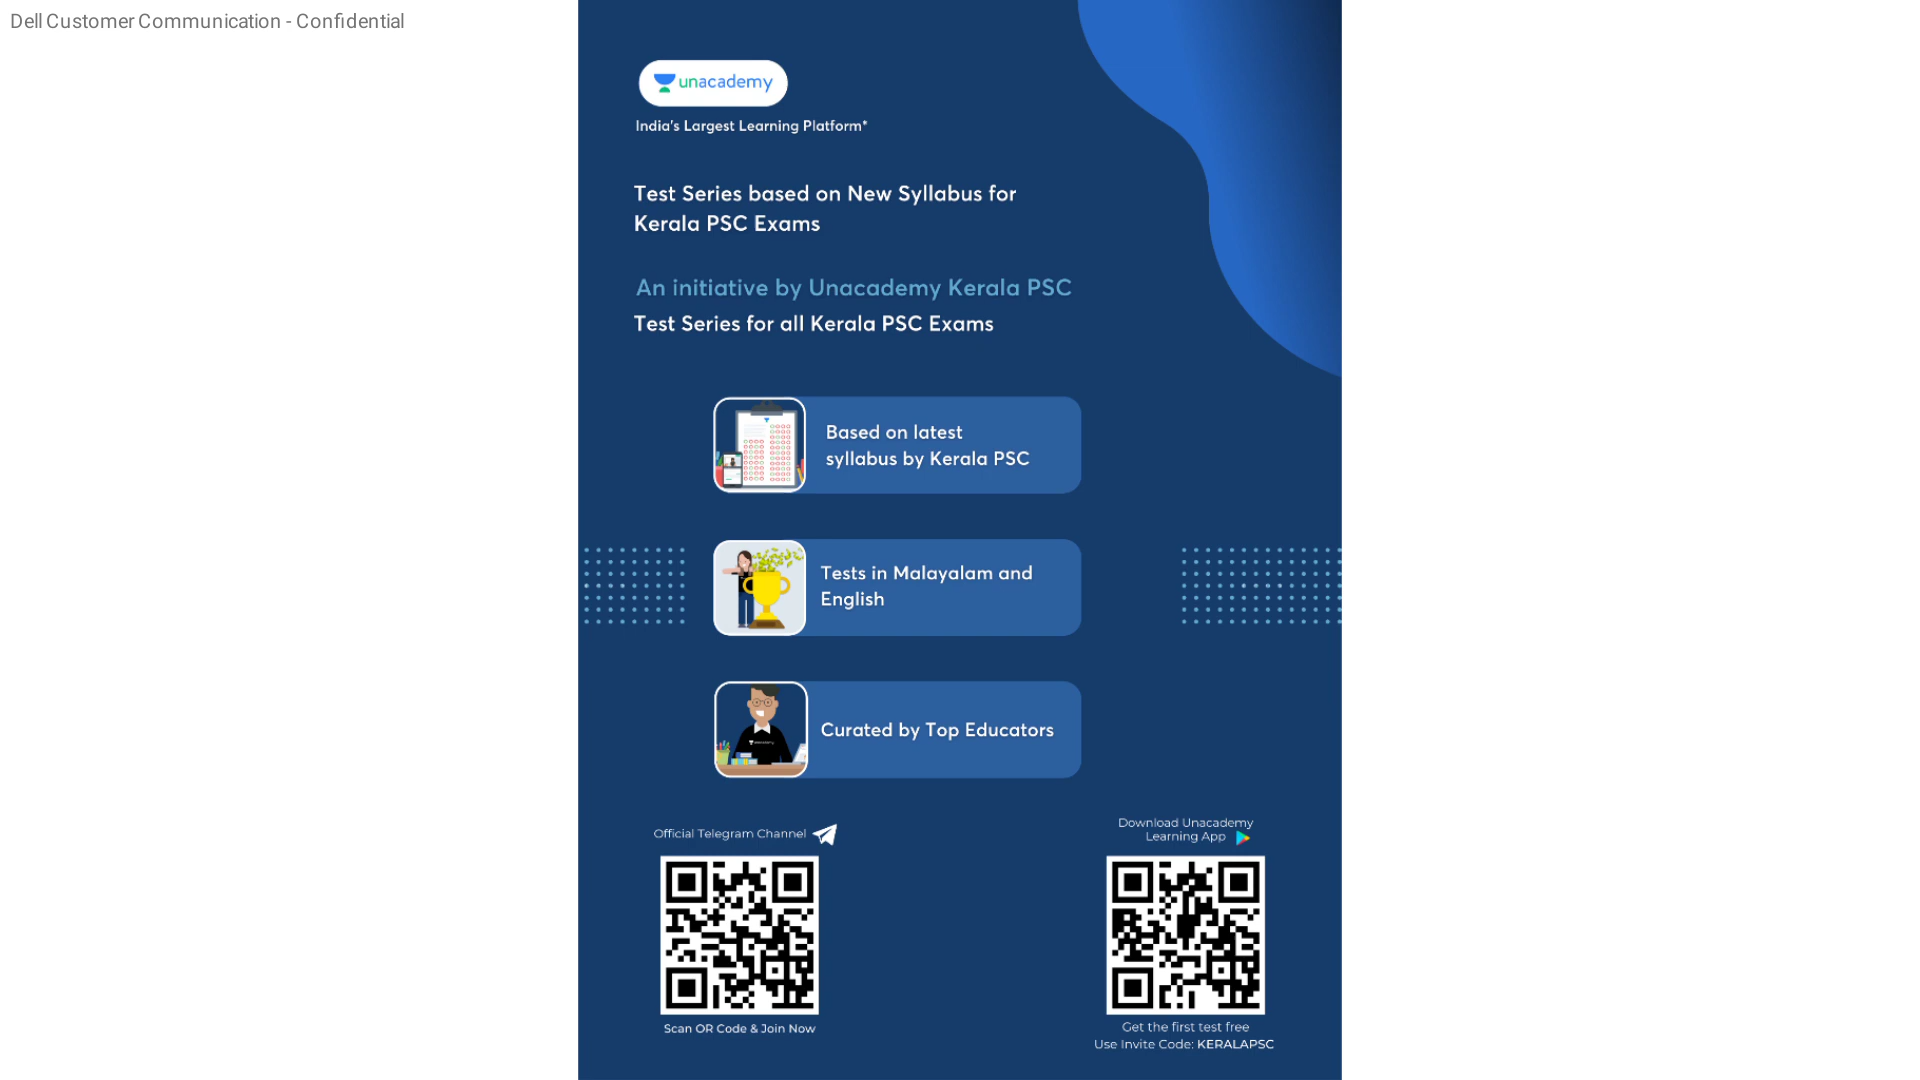 Dell Customer Communication - Confidential
unacademy
India's Largest Learning Platform*
Test Series based on New Syllabus for
Kerala PSC Exams
An initiative by Unacademy Kerala PSC
Test Series for all Kerala PSC Exams
Based on latest
syllabus by Kerala PSC
Tests in Malayalam and
English
Curated by Top Educators
Official Telegram Channel
Scan QR Code & Join Now
Download Unacademy
Learning App
Get the first test free
Use Invite Code: KERALAPSC